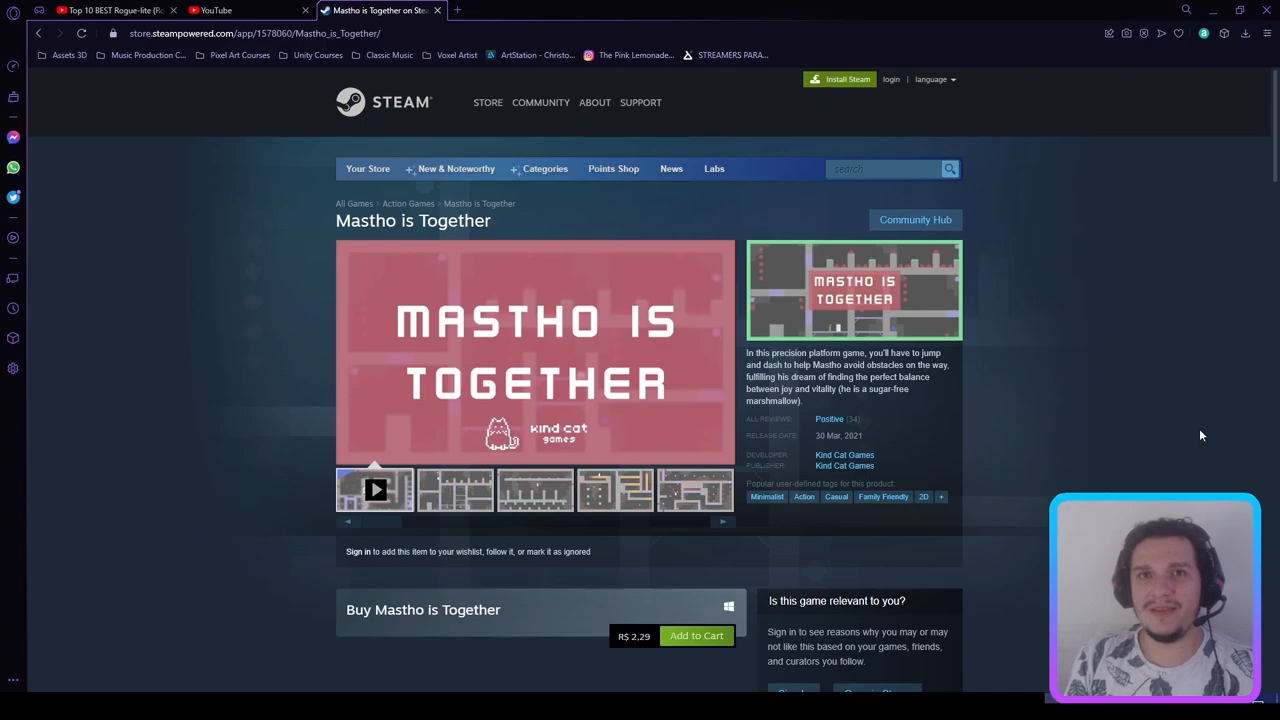 Top 10 BEST Rogue-lite (Ro
YouTube
Mastho is Together on Ste
store.steampowered.com/app/1578060/Mastho_is_Together/
Assets 3D
Music Production C...
Pixel Art Courses
Unity Courses
Classic Music
Voxel Artist
ArtStation - Christo...
The Pink Lemonade...
STREAMERS PARA...
Install Steam
login | language
STEAM
STORE COMMUNITY ABOUT SUPPORT
Your Store New & Noteworthy Categories Points Shop News Labs
search
All Games > Action Games > Mastho is Together
Mastho is Together
Community Hub
MASTHO IS
TOGETHER
kind cat
games
MASTHO IS
TOGETHER
In this precision platform game, you'll have to jump
and dash to help Mastho avoid obstacles on the way,
fulfilling his dream of finding the perfect balance
between joy and vitality (he is a sugar-free
marshmallow).
ALL REVIEWS: Positive (34)
RELEASE DATE: 30 Mar, 2021
DEVELOPER: Kind Cat Games
PUBLISHER: Kind Cat Games
Popular user-defined tags for this product:
Minimalist Action Casual Family Friendly 2D +
Sign in to add this item to your wishlist, follow it, or mark it as ignored
Buy Mastho is Together
R$ 2,29 Add to Cart
Is this game relevant to you?
Sign in to see reasons why you may or may
not like this based on your games, friends,
and curators you follow.